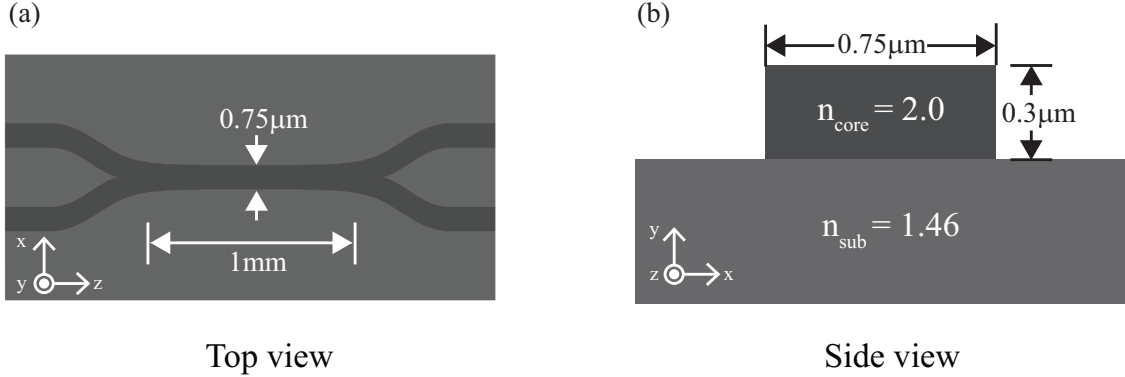 (a)
0.75μm
1mm
x
y
z
Top view
(b)
0.75μm
n_core = 2.0
0.3μm
n_sub = 1.46
y
z
x
Side view